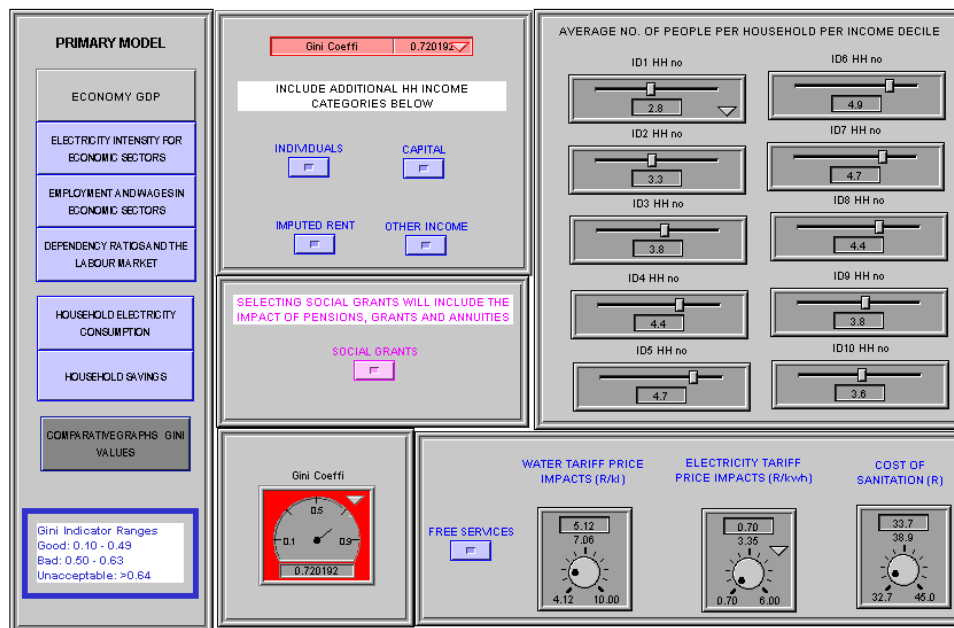 PRIMARY MODEL
ECONOMY GDP
ELECTRICITY INTENSITY FOR
ECONOMIC SECTORS
EMPLOYMENT AND WAGES IN
ECONOMIC SECTORS
DEPENDENCY RATIOS AND THE
LABOUR MARKET
HOUSEHOLD ELECTRICITY
CONSUMPTION
HOUSEHOLD SAVINGS
COMPARATIVE GRAPHS GINI
VALUES
Gini Indicator Ranges
Good: 0.10 - 0.49
Bad: 0.50 - 0.63
Unacceptable: >0.64
Gini Coeffi 0.720192
INCLUDE ADDITIONAL HH INCOME
CATEGORIES BELOW
INDIVIDUALS CAPITAL
IMPUTED RENT OTHER INCOME
SELECTING SOCIAL GRANTS WILL INCLUDE THE
IMPACT OF PENSIONS, GRANTS AND ANNUITIES
SOCIAL GRANTS
AVERAGE NO. OF PEOPLE PER HOUSEHOLD PER INCOME DECILE
ID1 HH no
2.8
ID2 HH no
3.3
ID3 HH no
3.8
ID4 HH no
4.4
ID5 HH no
4.7
ID6 HH no
4.9
ID7 HH no
4.7
ID8 HH no
4.4
ID9 HH no
3.8
ID10 HH no
3.6
Gini Coeffi
0.5
0.1 0.9
0.720192
FREE SERVICES
WATER TARIFF PRICE
IMPACTS (R/kl)
5.12
7.06
4.12 10.00
ELECTRICITY TARIFF
PRICE IMPACTS (R/kwh)
0.70
3.35
0.70 6.00
COST OF
SANITATION (R)
33.7
38.9
32.7 45.0